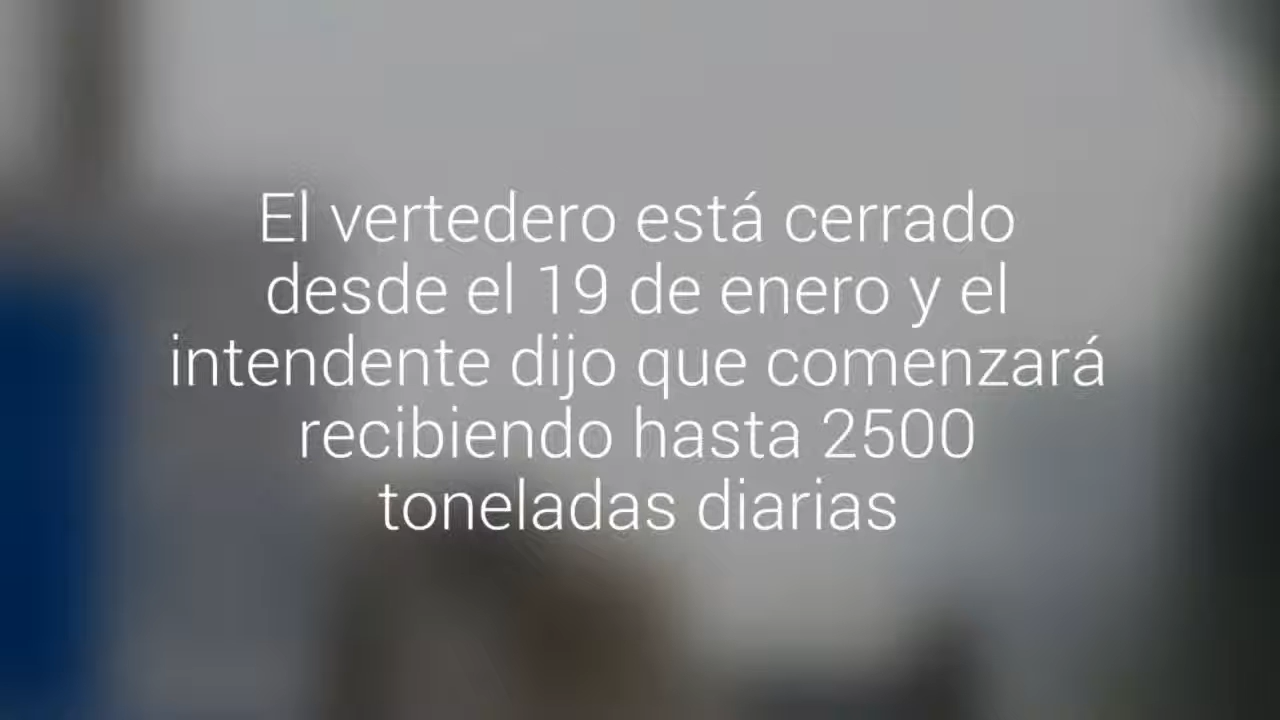 El vertedero está cerrado
desde el 19 de enero y el
intendente dijo que comenzará
recibiendo hasta 2500
toneladas diarias